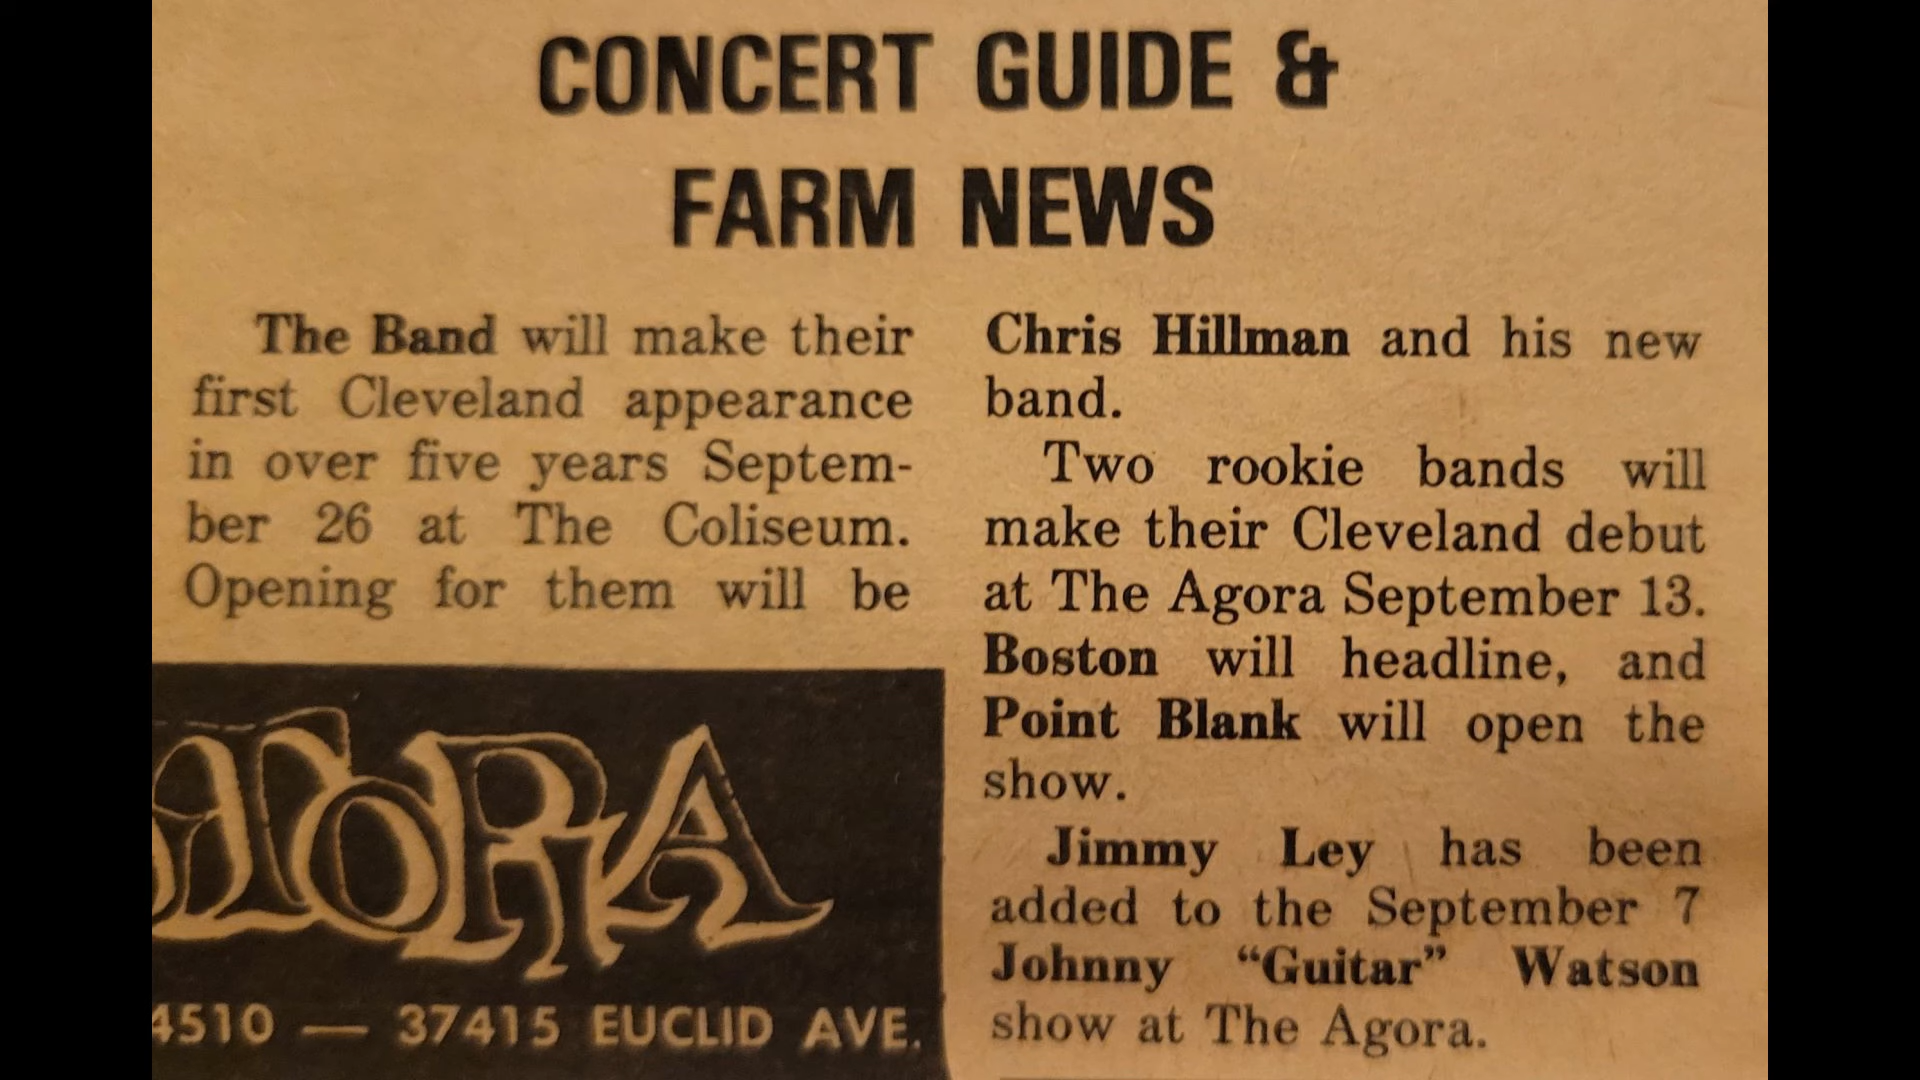 CONCERT GUIDE &
FARM NEWS
The Band will make their
first Cleveland appearance
in over five years Septem-
ber 26 at The Coliseum.
Opening for them will be
Chris Hillman and his new
band.
Two rookie bands will
make their Cleveland debut
at The Agora September 13.
Boston will headline, and
Point Blank will open the
show.
Jimmy Ley has been
added to the September 7
Johnny “Guitar” Watson
show at The Agora.
4510 — 37415 EUCLID AVE.